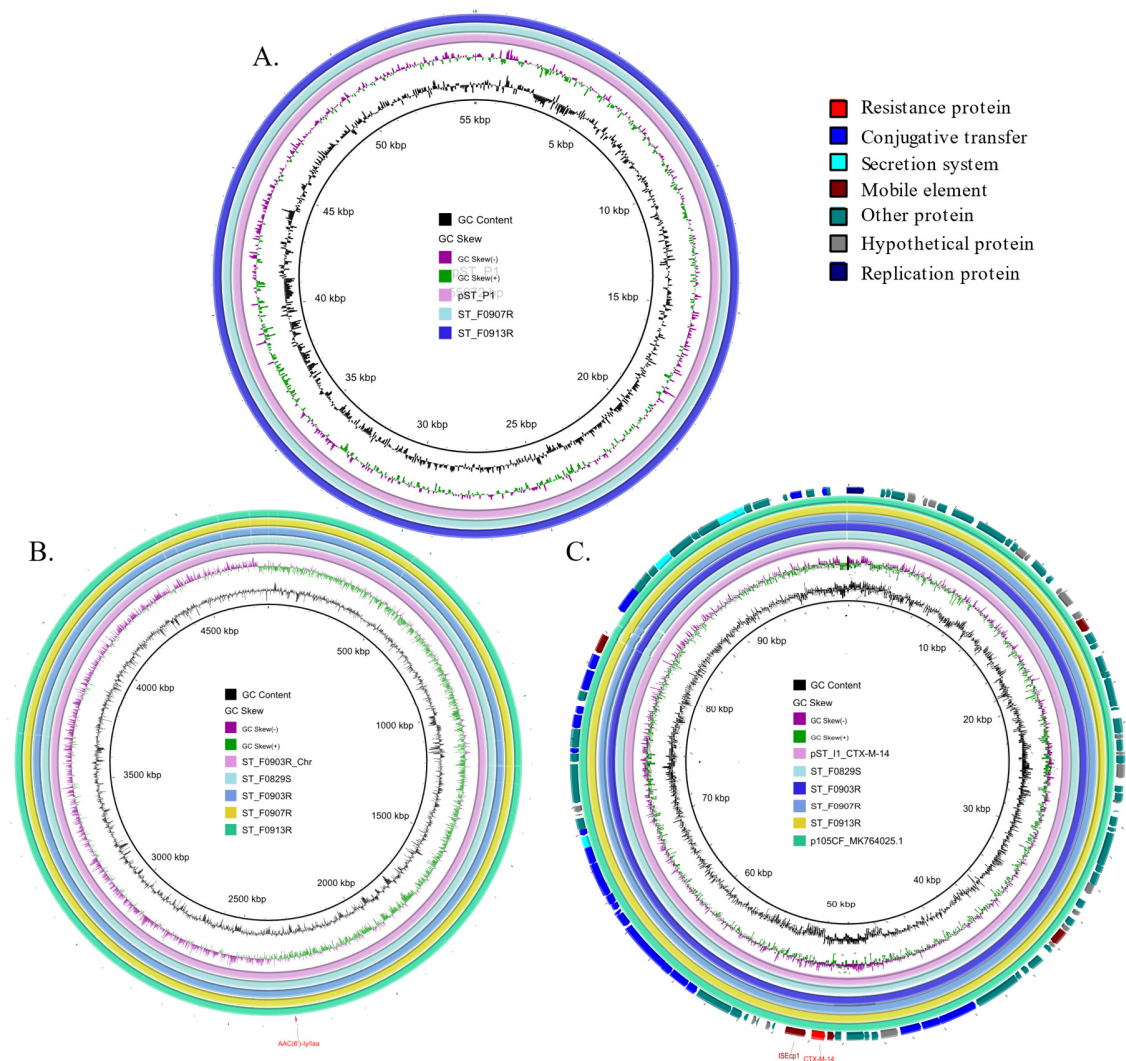 A.
55 kbp
5 kbp
10 kbp
15 kbp
20 kbp
25 kbp
30 kbp
35 kbp
40 kbp
45 kbp
50 kbp
GC Content
GC Skew
GC Skew(-)
GC Skew(+)
pST_P1
ST_F0907R
ST_F0913R
pST_P1
Resistance protein
Conjugative transfer
Secretion system
Mobile element
Other protein
Hypothetical protein
Replication protein
B.
500 kbp
1000 kbp
1500 kbp
2000 kbp
2500 kbp
3000 kbp
3500 kbp
4000 kbp
4500 kbp
GC Content
GC Skew
GC Skew(-)
GC Skew(+)
ST_F0903R_Chr
ST_F0829S
ST_F0903R
ST_F0907R
ST_F0913R
AAC(6')-Iy/Iaa
C.
10 kbp
20 kbp
30 kbp
40 kbp
50 kbp
60 kbp
70 kbp
80 kbp
90 kbp
GC Content
GC Skew
GC Skew(-)
GC Skew(+)
pST_I1_CTX-M-14
ST_F0829S
ST_F0903R
ST_F0907R
ST_F0913R
p105CF_MK764025.1
ISEcp1
CTX-M-14